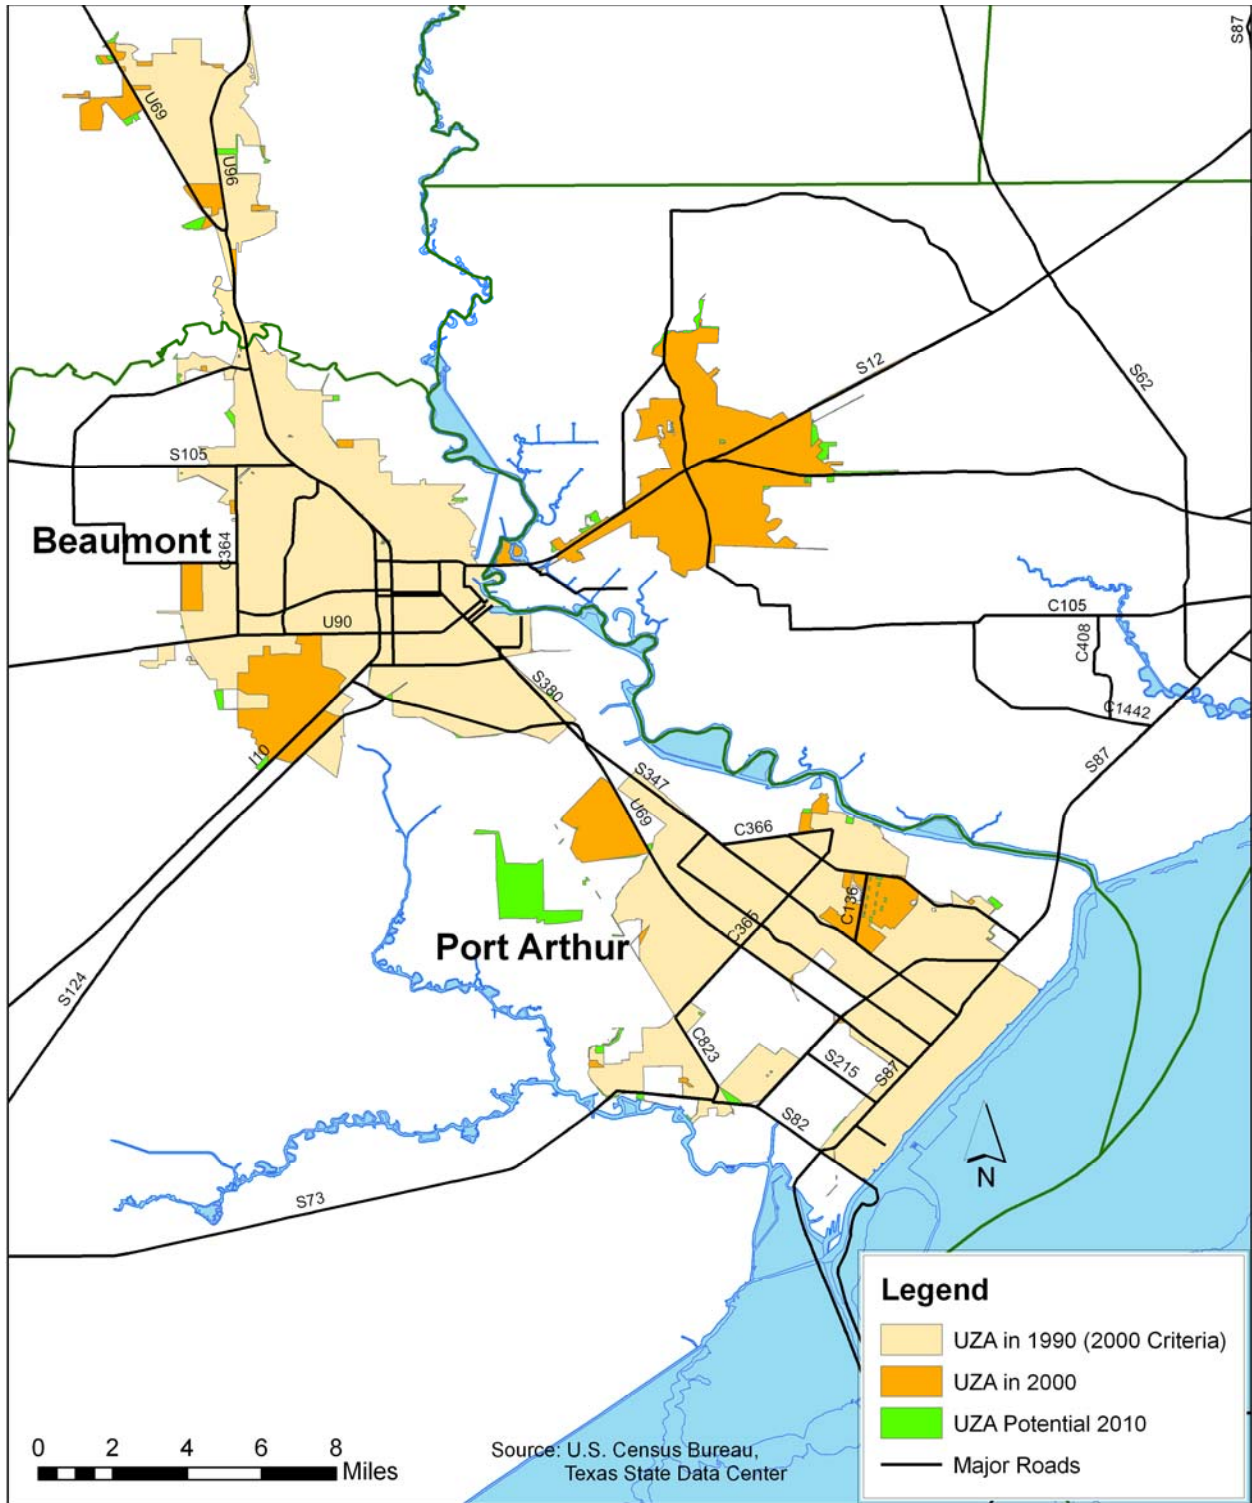 S87
U69
U96
S12
S62
S105
Beaumont
C364
C105
U90
C408
S380
C1442
I10
S87
S347
U69
C366
C136
C365
Port Arthur
S124
C823
S215
S87
S82
N
S73
Legend
UZA in 1990 (2000 Criteria)
UZA in 2000
UZA Potential 2010
Major Roads
0 2 4 6 8
Miles
Source: U.S. Census Bureau,
Texas State Data Center